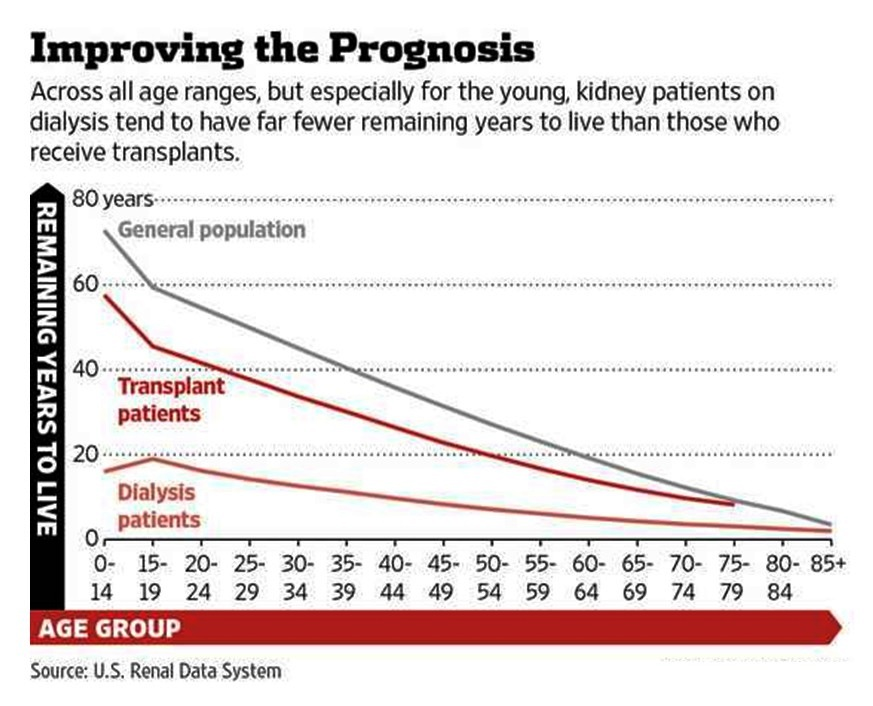 Improving the Prognosis
Across all age ranges, but especially for the young, kidney patients on
dialysis tend to have far fewer remaining years to live than those who
receive transplants.
REMAINING YEARS TO LIVE
80 years
General population
60
40
Transplant
patients
20
Dialysis
patients
0
0- 15- 20- 25- 30- 35- 40- 45- 50- 55- 60- 65- 70- 75- 80- 85+
14 19 24 29 34 39 44 49 54 59 64 69 74 79 84
AGE GROUP
Source: U.S. Renal Data System